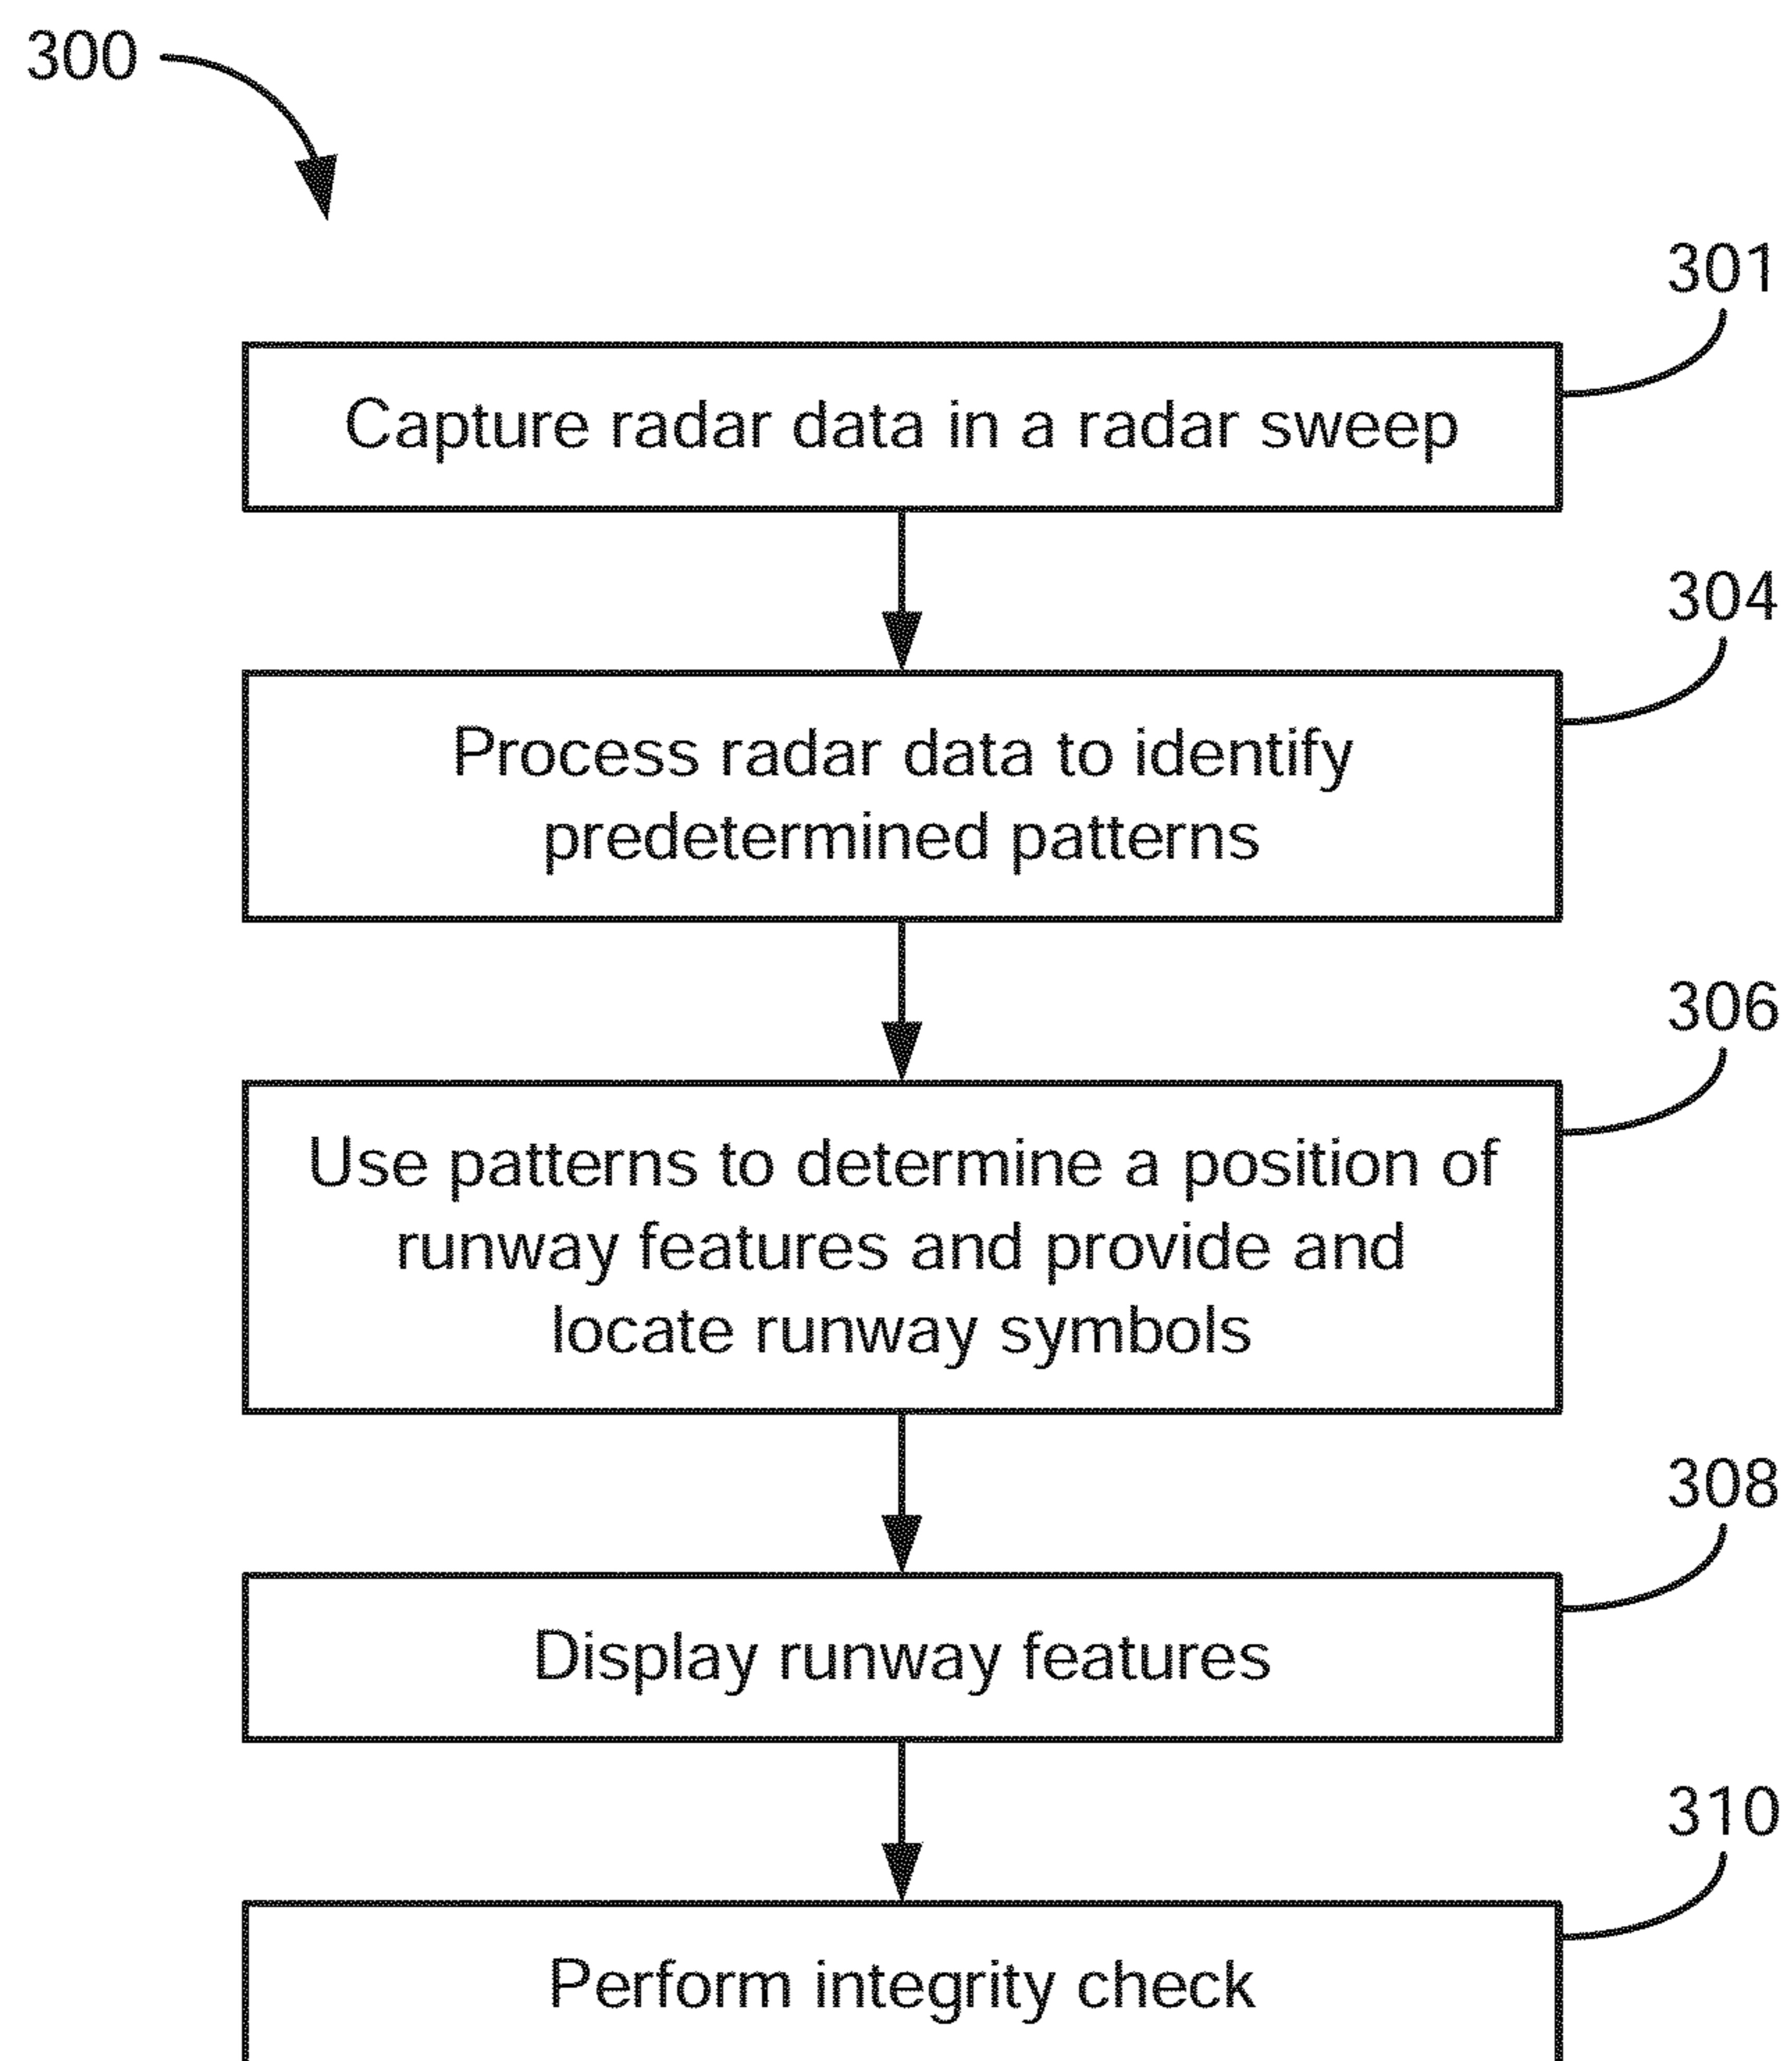 300
301
Capture radar data in a radar sweep
304
Process radar data to identify
predetermined patterns
306
Use patterns to determine a position of
runway features and provide and
locate runway symbols
308
Display runway features
310
Perform integrity check